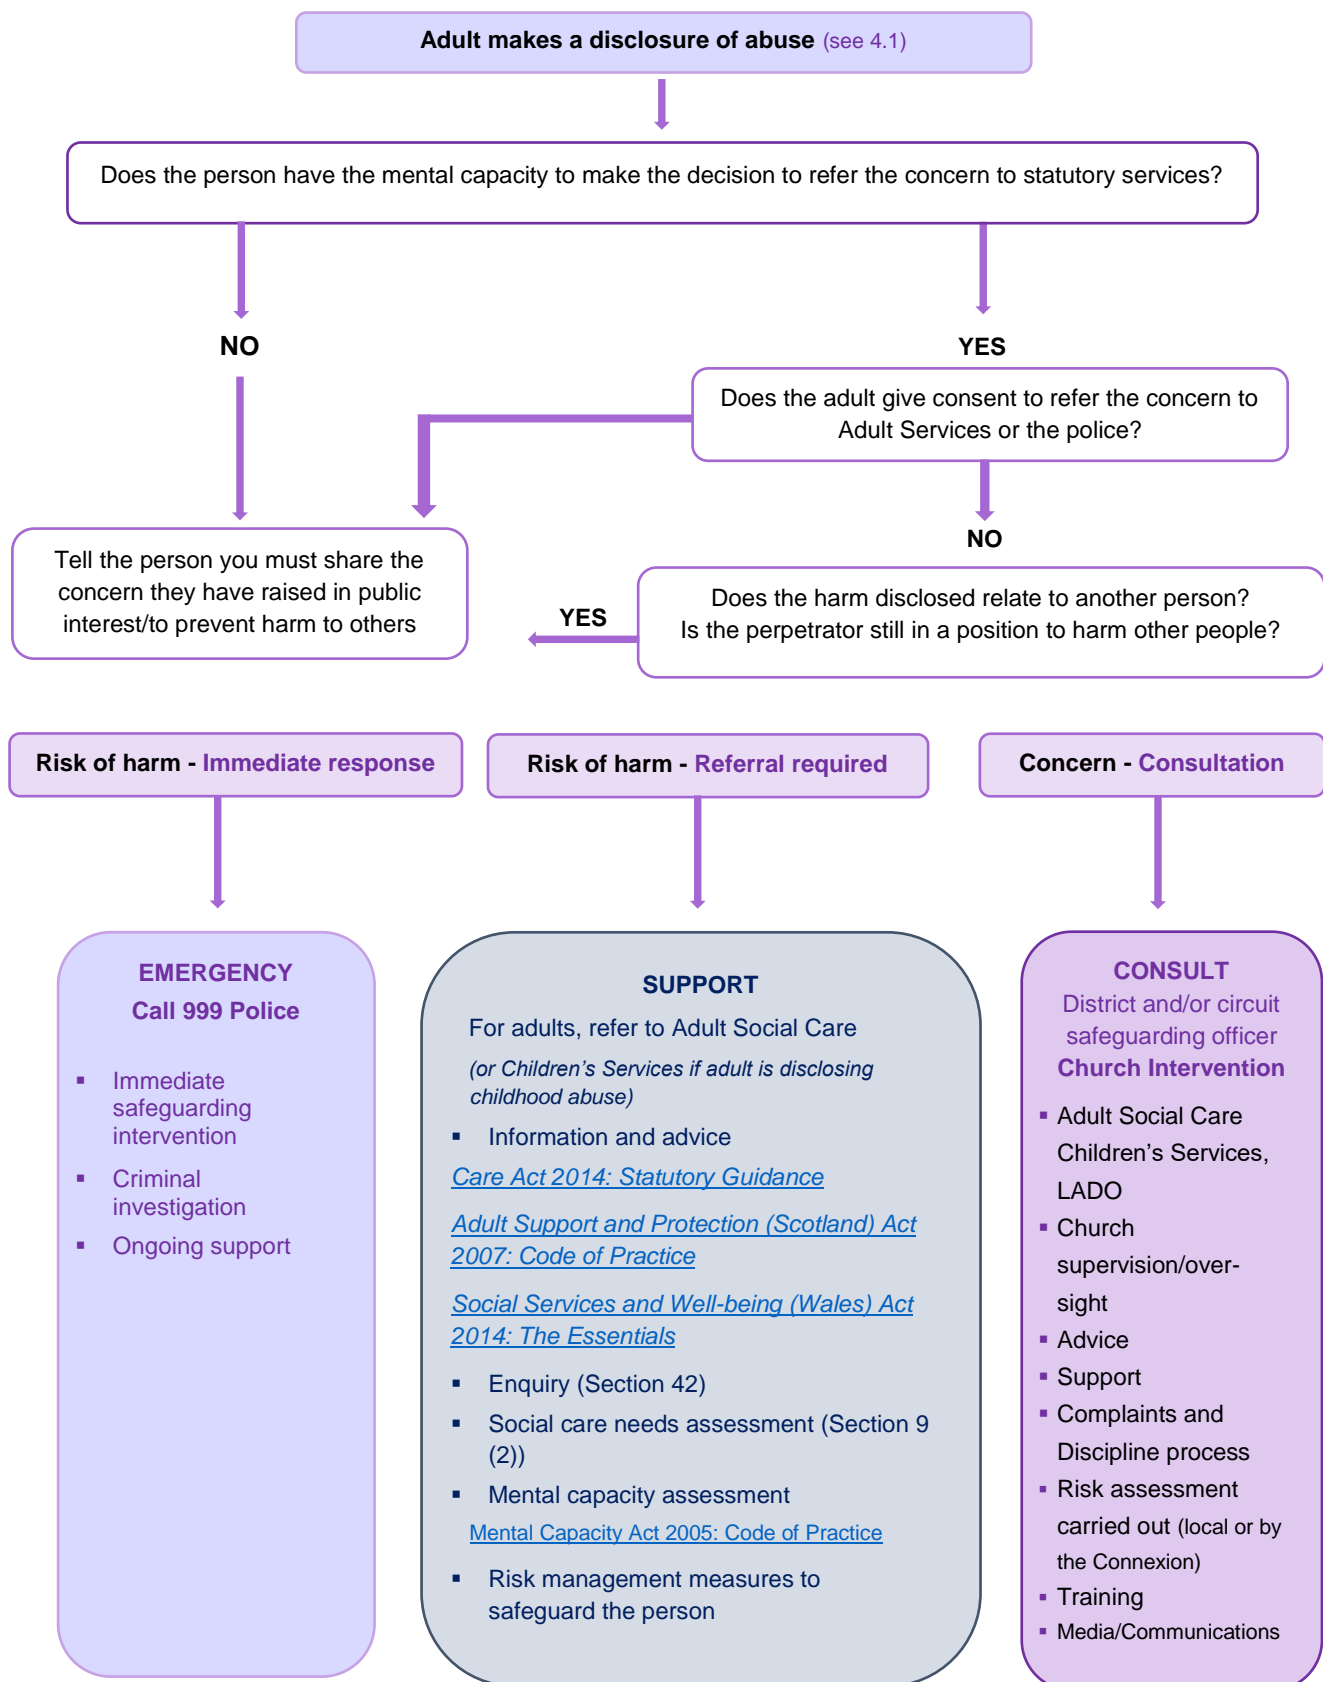 Adult makes a disclosure of abuse (see 4.1)
Does the person have the mental capacity to make the decision to refer the concern to statutory services?
NO
YES
Does the adult give consent to refer the concern to
Adult Services or the police?
NO
Tell the person you must share the
concern they have raised in public
interest/to prevent harm to others
YES
Does the harm disclosed relate to another person?
Is the perpetrator still in a position to harm other people?
Risk of harm - Immediate response
Risk of harm - Referral required
Concern - Consultation
EMERGENCY
Call 999 Police
▪ Immediate
safeguarding
intervention
▪ Criminal
investigation
▪ Ongoing support
SUPPORT
For adults, refer to Adult Social Care
(or Children’s Services if adult is disclosing
childhood abuse)
▪ Information and advice
Care Act 2014: Statutory Guidance
Adult Support and Protection (Scotland) Act
2007: Code of Practice
Social Services and Well-being (Wales) Act
2014: The Essentials
▪ Enquiry (Section 42)
▪ Social care needs assessment (Section 9
(2))
▪ Mental capacity assessment
Mental Capacity Act 2005: Code of Practice
▪ Risk management measures to
safeguard the person
CONSULT
District and/or circuit
safeguarding officer
Church Intervention
▪ Adult Social Care
Children’s Services,
LADO
▪ Church
supervision/over-
sight
▪ Advice
▪ Support
▪ Complaints and
Discipline process
▪ Risk assessment
carried out (local or by
the Connexion)
▪ Training
▪ Media/Communications